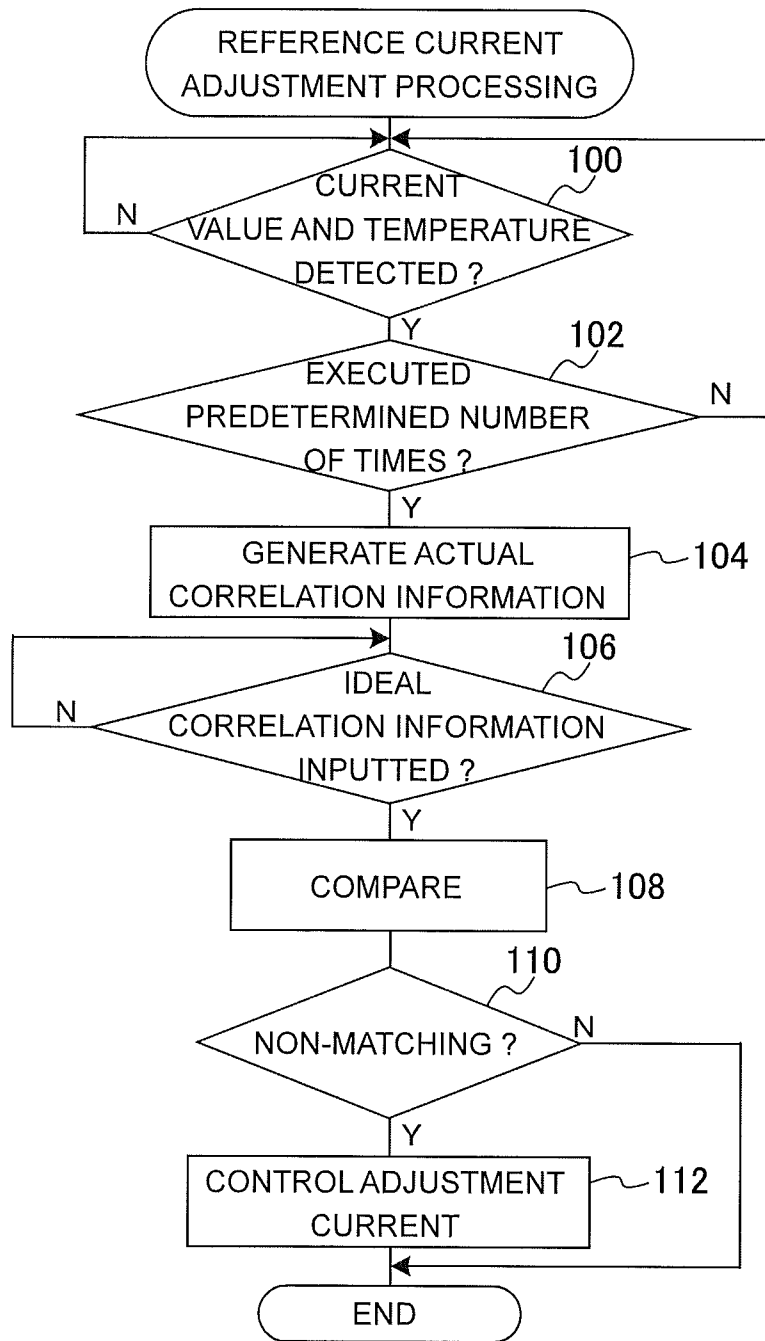 REFERENCE CURRENT
ADJUSTMENT PROCESSING
100
CURRENT
VALUE AND TEMPERATURE
DETECTED ?
N
Y
102
EXECUTED
PREDETERMINED NUMBER
OF TIMES ?
N
Y
GENERATE ACTUAL
CORRELATION INFORMATION
104
106
IDEAL
CORRELATION INFORMATION
INPUTTED ?
N
Y
COMPARE
108
110
NON-MATCHING ?
N
Y
CONTROL ADJUSTMENT
CURRENT
112
END